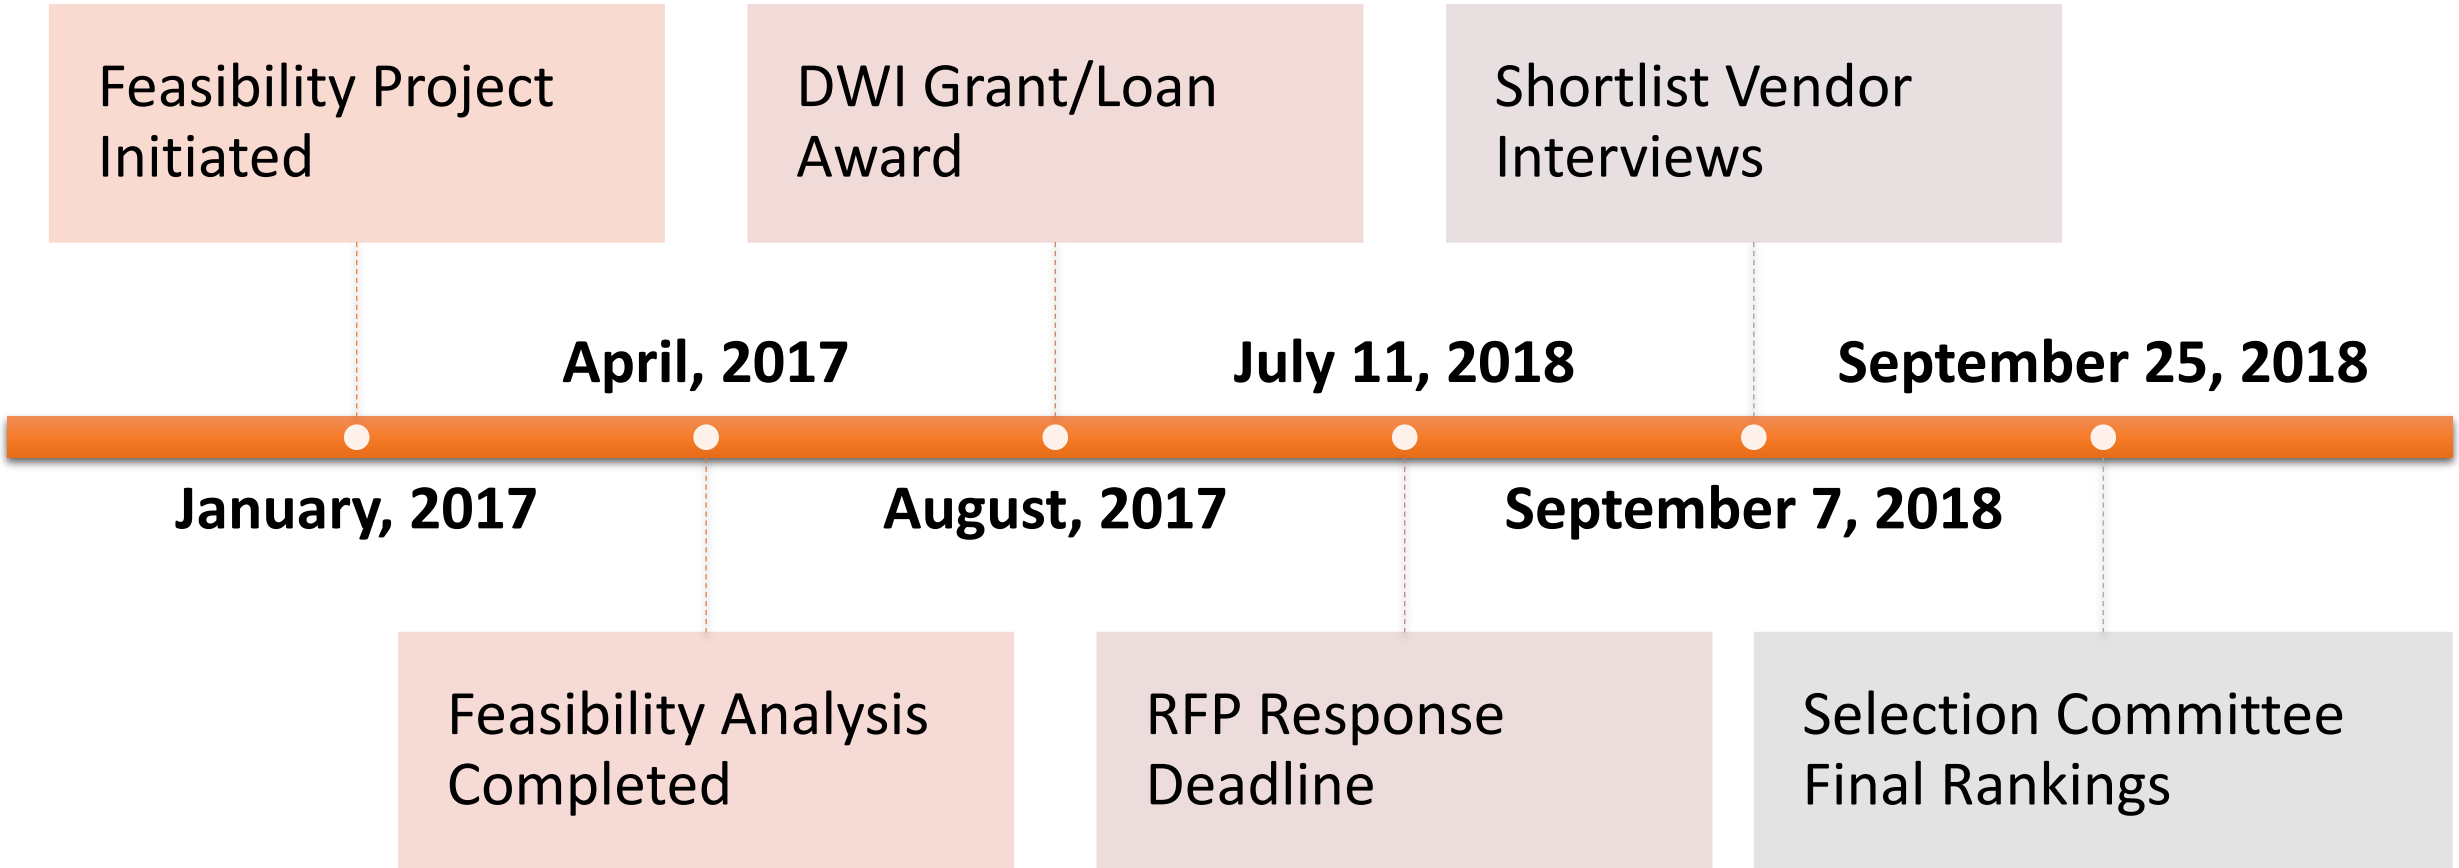 Feasibility Project
Initiated
DWI Grant/Loan
Award
Shortlist Vendor
Interviews
April, 2017
July 11, 2018
September 25, 2018
January, 2017
August, 2017
September 7, 2018
Feasibility Analysis
Completed
RFP Response
Deadline
Selection Committee
Final Rankings